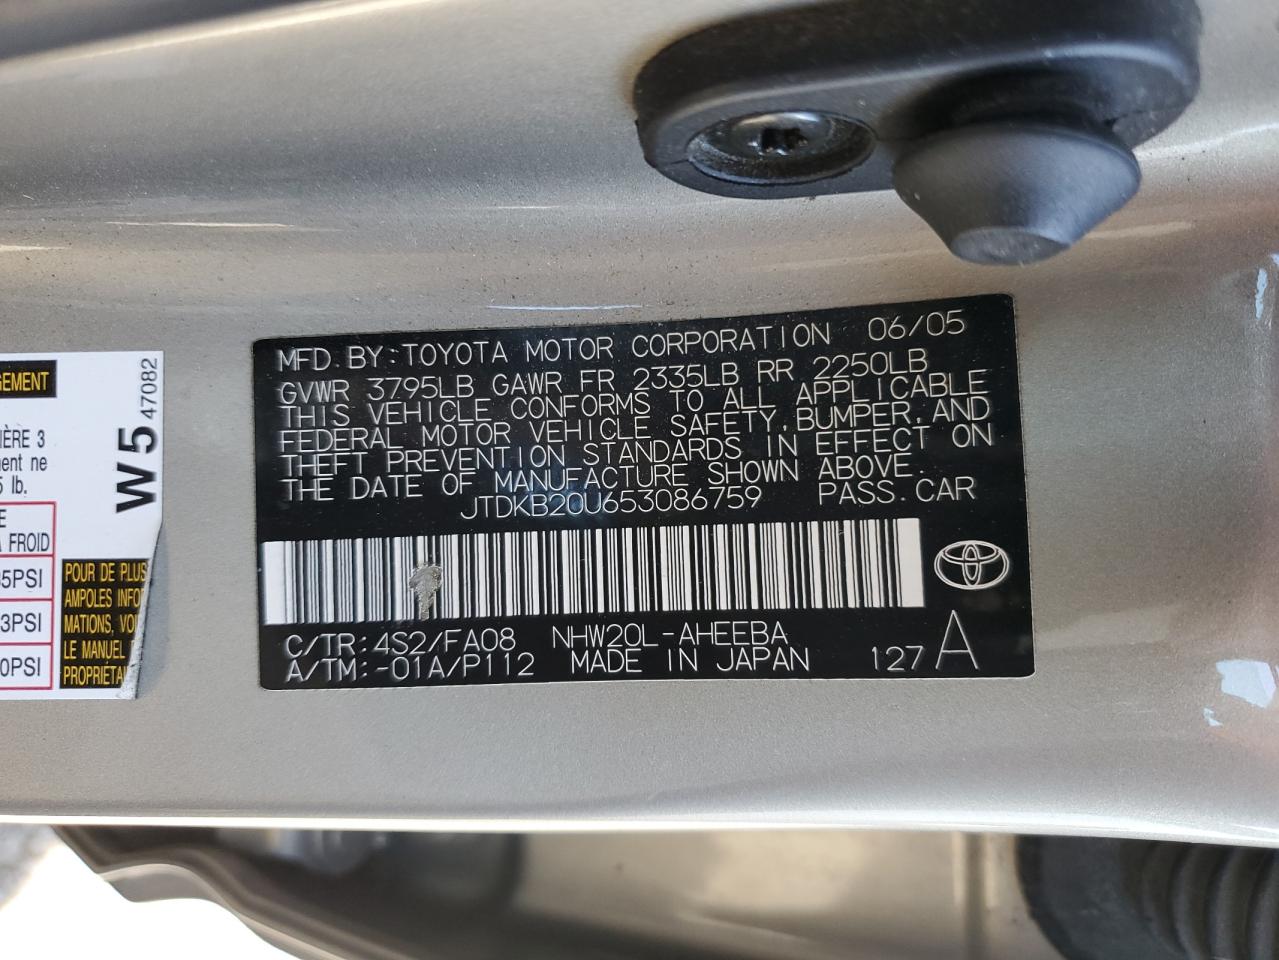 GEMENT
W5 47082
IÈRE 3
ment ne
5 lb.
E
A FROID
35PSI
3PSI
0PSI
POUR DE PLUS
AMPOLES INFO
MATIONS, VO
LE MANUEL
PROPRIÉTA
MFD. BY: TOYOTA MOTOR CORPORATION 06/05
GVWR 3795LB GAWR FR 2335LB RR 2250LB
THIS VEHICLE CONFORMS TO ALL APPLICABLE
FEDERAL MOTOR VEHICLE SAFETY, BUMPER, AND
THEFT PREVENTION STANDARDS IN EFFECT ON
THE DATE OF MANUFACTURE SHOWN ABOVE.
JTDKB20U653086759 PASS. CAR
C/TR: 4S2/FA08 NHW20L-AHEEBA
A/TM: -01A/P112 MADE IN JAPAN 127 A